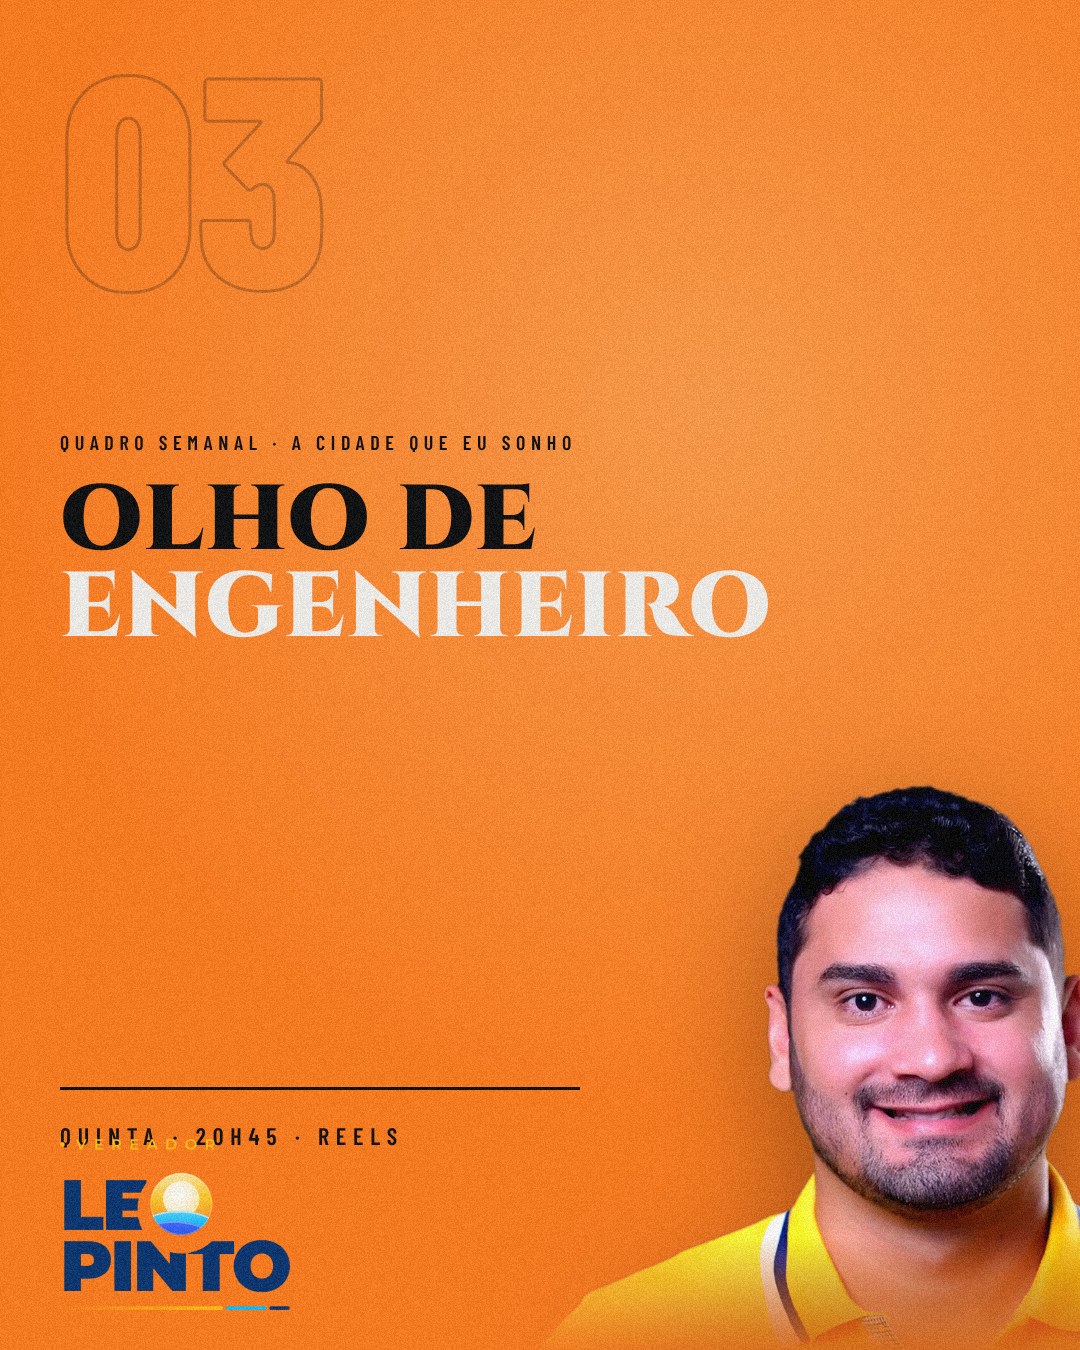 03
QUADRO SEMANAL · A CIDADE QUE EU SONHO
OLHO DE
ENGENHEIRO
QUINTA · 20H45 · REELS
VEREADOR
LEO
PINTO